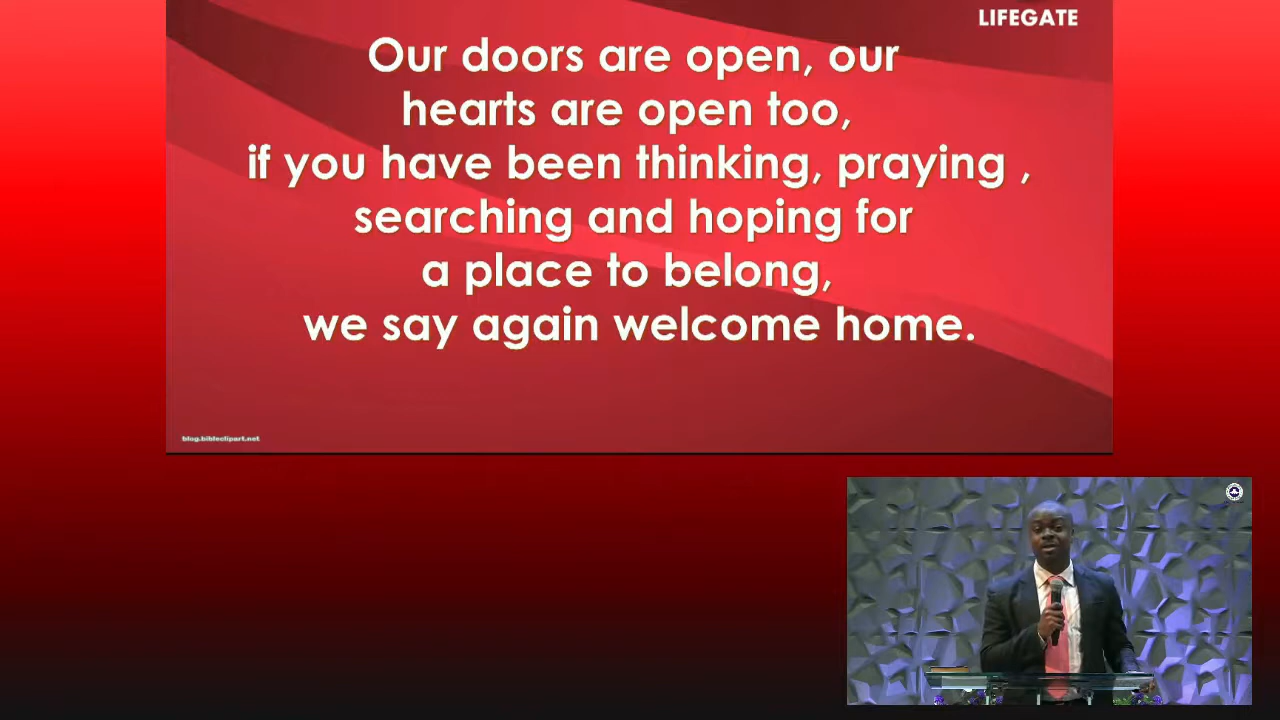 LIFEGATE
Our doors are open, our
hearts are open too,
if you have been thinking, praying ,
searching and hoping for
a place to belong,
we say again welcome home.
blog.bibleclipart.net